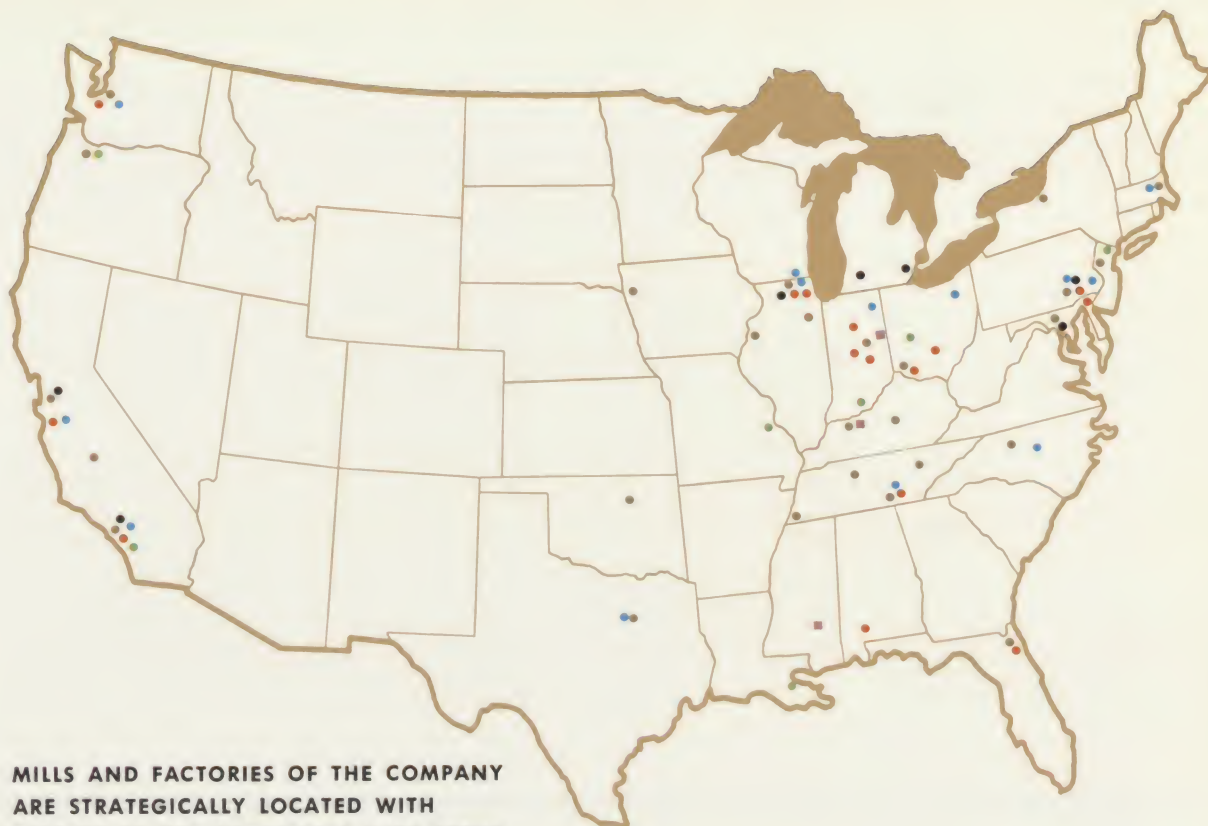 MILLS AND FACTORIES OF THE COMPANY
ARE STRATEGICALLY LOCATED WITH